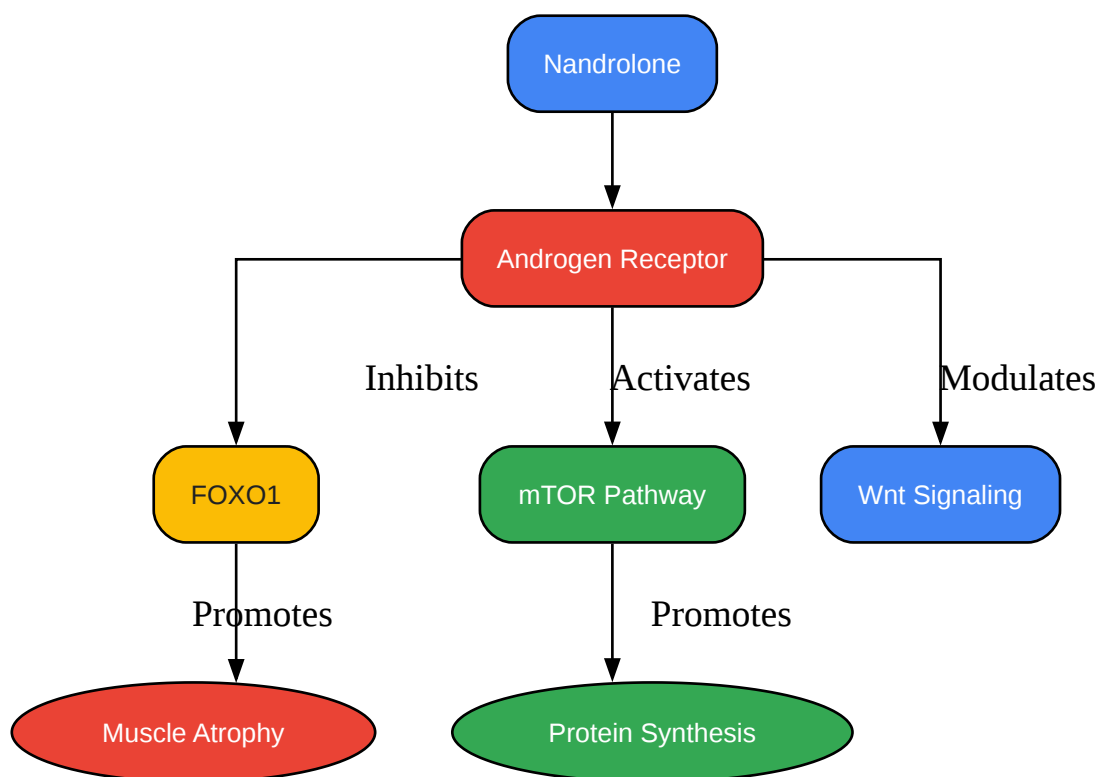 Nandrolone
Androgen Receptor
Inhibits
Activates
Modulates
FOXO1
mTOR Pathway
Wnt Signaling
Promotes
Promotes
Muscle Atrophy
Protein Synthesis